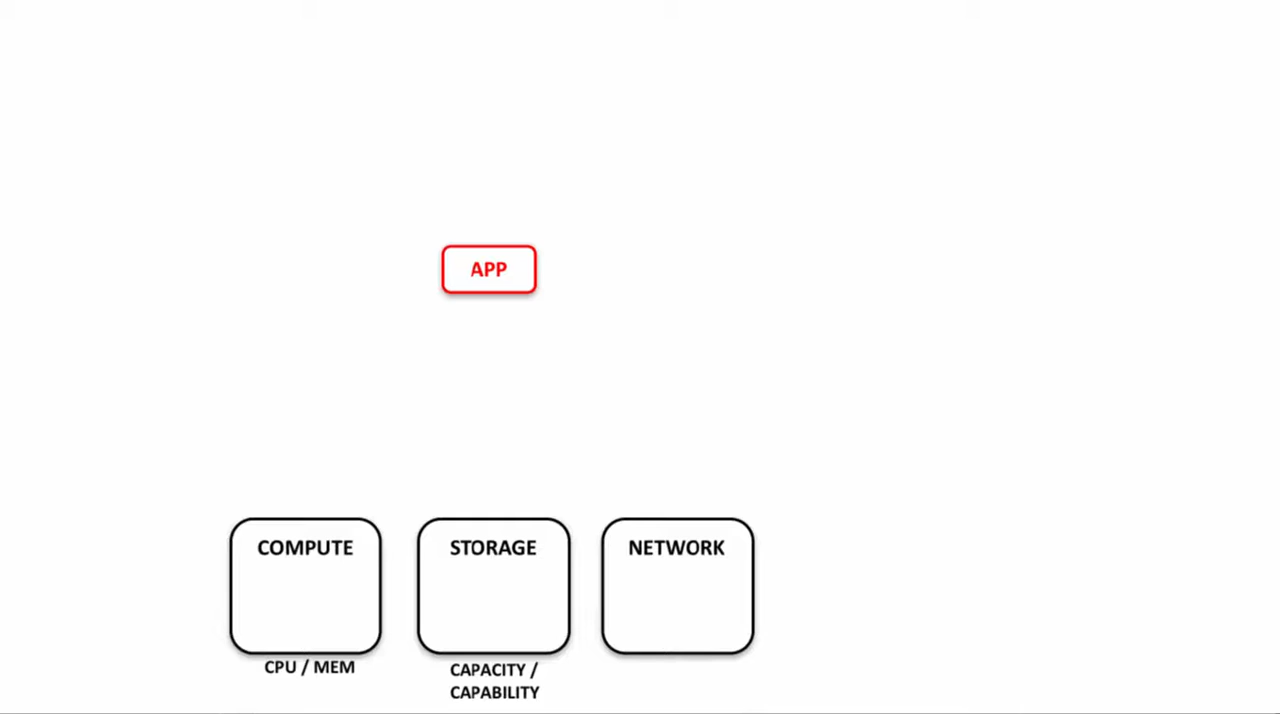 APP
COMPUTE
STORAGE
NETWORK
CPU / MEM
CAPACITY /
CAPABILITY